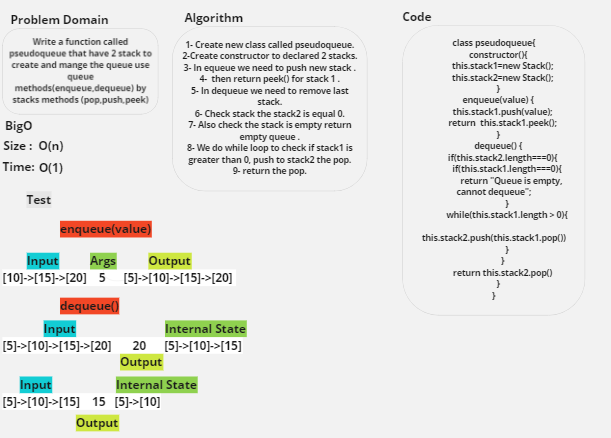 Problem Domain
Write a function called
pseudoqueue that have 2 stack to
create and mange the queue use
queue
methods(enqueue,dequeue) by
stacks methods (pop,push,peek)
BigO
Size : O(n)
Time: O(1)
Algorithm
1- Create new class called pseudoqueue.
2-Create constructor to declared 2 stacks.
3- In equeue we need to push new stack .
4- then return peek() for stack 1 .
5- In dequeue we need to remove last
stack.
6- Check stack the stack2 is equal 0.
7- Also check the stack is empty return
empty queue .
8- We do while loop to check if stack1 is
greater than 0, push to stack2 the pop.
9- return the pop.
Code
class pseudoqueue{
constructor(){
this.stack1=new Stack();
this.stack2=new Stack();
}
enqueue(value) {
this.stack1.push(value);
return this.stack1.peek();
}
dequeue() {
if(this.stack2.length===0){
if(this.stack1.length===0){
return "Queue is empty,
cannot dequeue";
}
while(this.stack1.length > 0){
this.stack2.push(this.stack1.pop())
}
}
return this.stack2.pop()
}
}
Test
enqueue(value)
Input Args Output
[10]->[15]->[20] 5 [5]->[10]->[15]->[20]
dequeue()
Input Internal State
[5]->[10]->[15]->[20] 20 [5]->[10]->[15]
Output
Input Internal State
[5]->[10]->[15] 15 [5]->[10]
Output